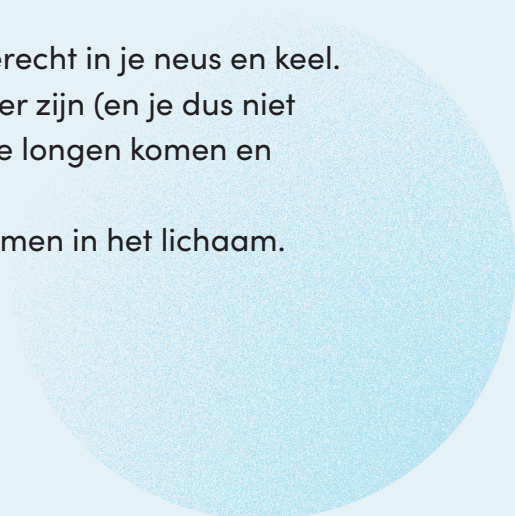 erecht in je neus en keel.
er zijn (en je dus niet
e longen komen en
men in het lichaam.